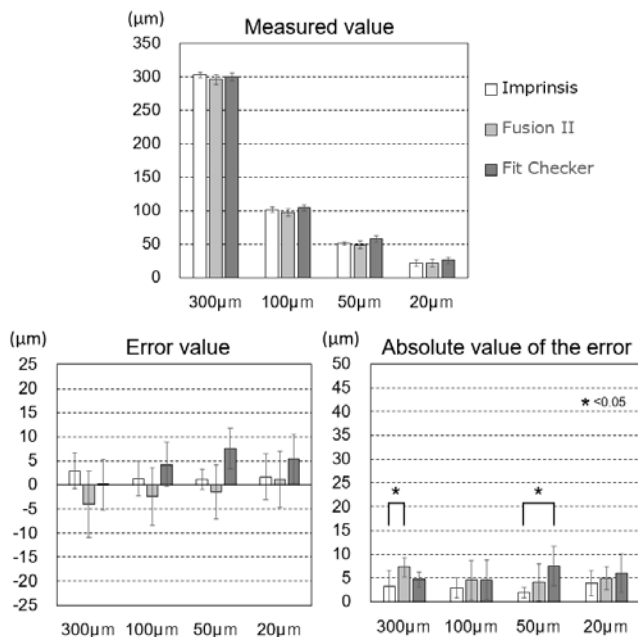 (μm)
Measured value
350
300
250
200
150
100
50
0
300μm 100μm 50μm 20μm
Imprinsis
Fusion II
Fit Checker
(μm)
Error value
25
20
15
10
5
0
-5
-10
-15
-20
-25
300μm 100μm 50μm 20μm
(μm)
Absolute value of the error
50
45
40
35
30
25
20
15
10
5
0
* <0.05
*
*
300μm 100μm 50μm 20μm